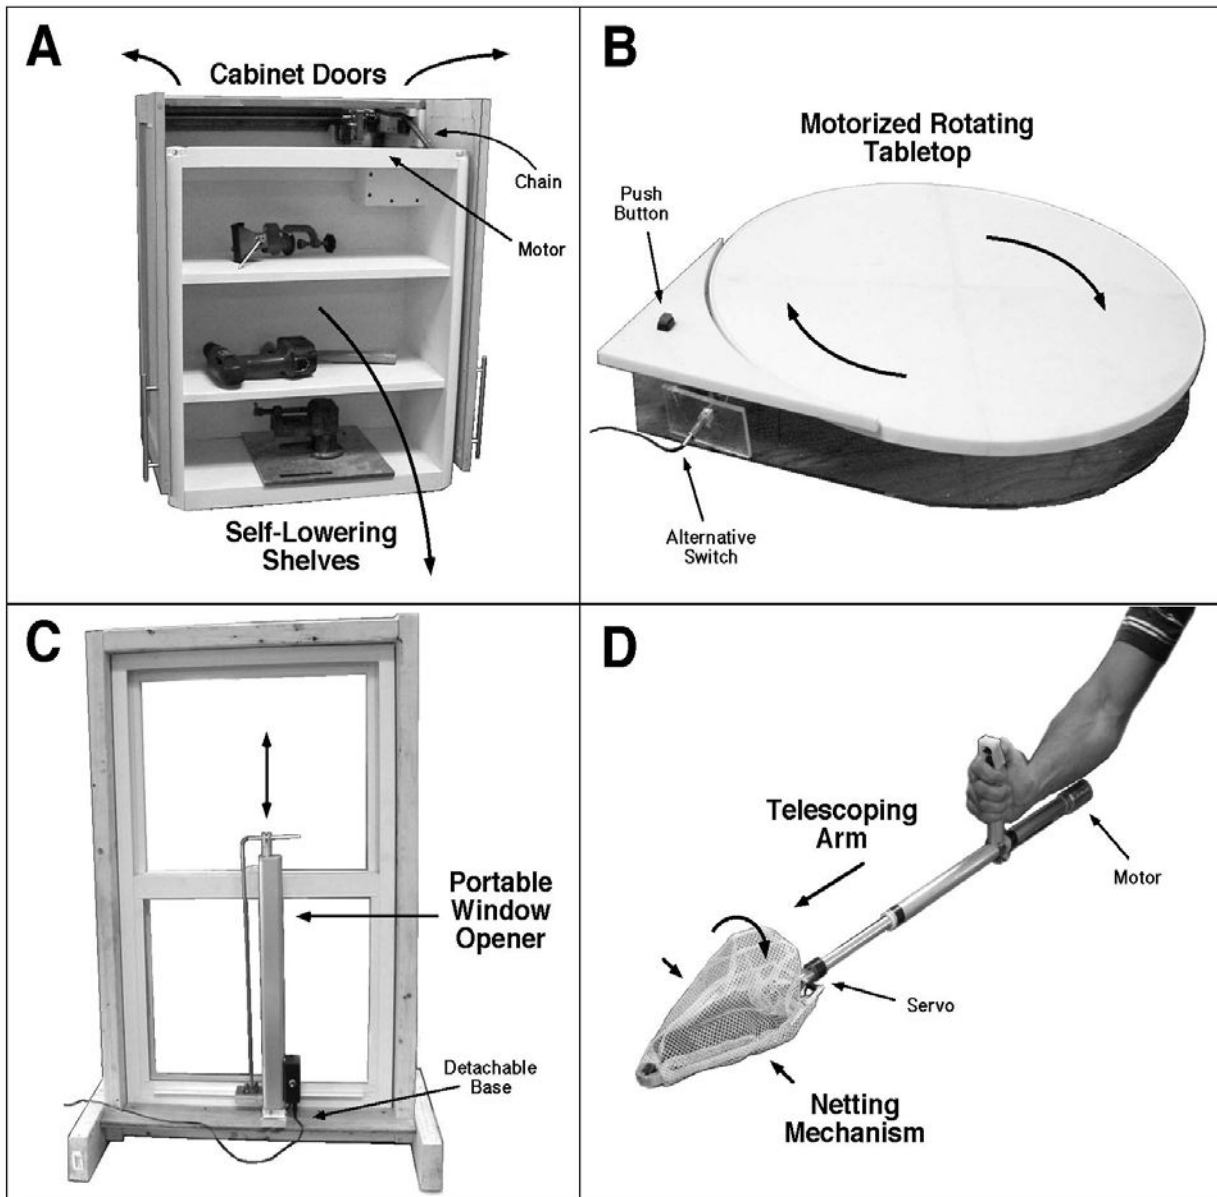 A
Cabinet Doors
Chain
Motor
Self-Lowering
Shelves
B
Motorized Rotating
Tabletop
Push
Button
Alternative
Switch
C
Portable
Window
Opener
Detachable
Base
D
Telescoping
Arm
Motor
Servo
Netting
Mechanism